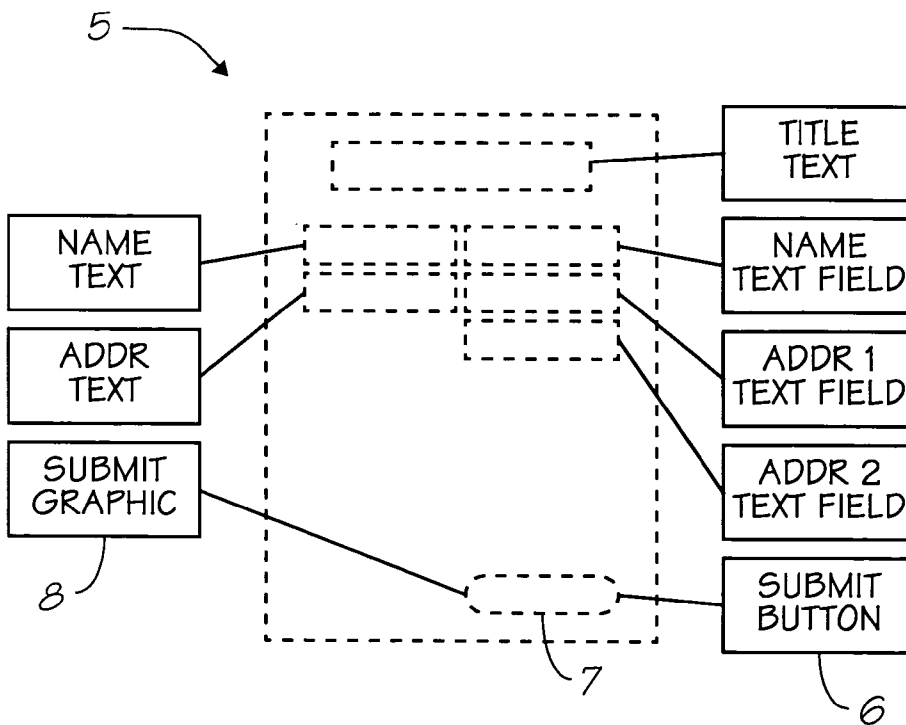 5
TITLE
TEXT
NAME
TEXT
NAME
TEXT FIELD
ADDR
TEXT
ADDR 1
TEXT FIELD
SUBMIT
GRAPHIC
ADDR 2
TEXT FIELD
SUBMIT
BUTTON
8
7
6